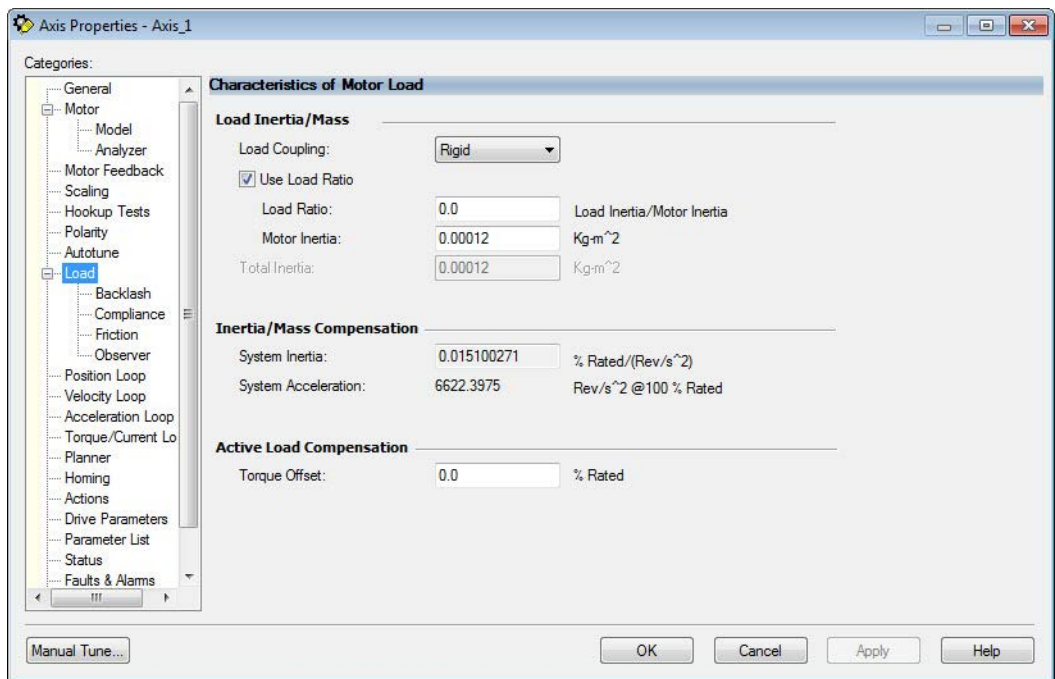 Axis Properties - Axis_1
Categories:
General
Motor
Model
Analyzer
Motor Feedback
Scaling
Hookup Tests
Polarity
Autotune
Load
Backlash
Compliance
Friction
Observer
Position Loop
Velocity Loop
Acceleration Loop
Torque/Current Lo
Planner
Homing
Actions
Drive Parameters
Parameter List
Status
Faults & Alarms
Characteristics of Motor Load
Load Inertia/Mass
Load Coupling: Rigid
Use Load Ratio
Load Ratio: 0.0 Load Inertia/Motor Inertia
Motor Inertia: 0.00012 Kg-m^2
Total Inertia: 0.00012 Kg-m^2
Inertia/Mass Compensation
System Inertia: 0.015100271 % Rated/(Rev/s^2)
System Acceleration: 6622.3975 Rev/s^2 @100 % Rated
Active Load Compensation
Torque Offset: 0.0 % Rated
Manual Tune... OK Cancel Apply Help